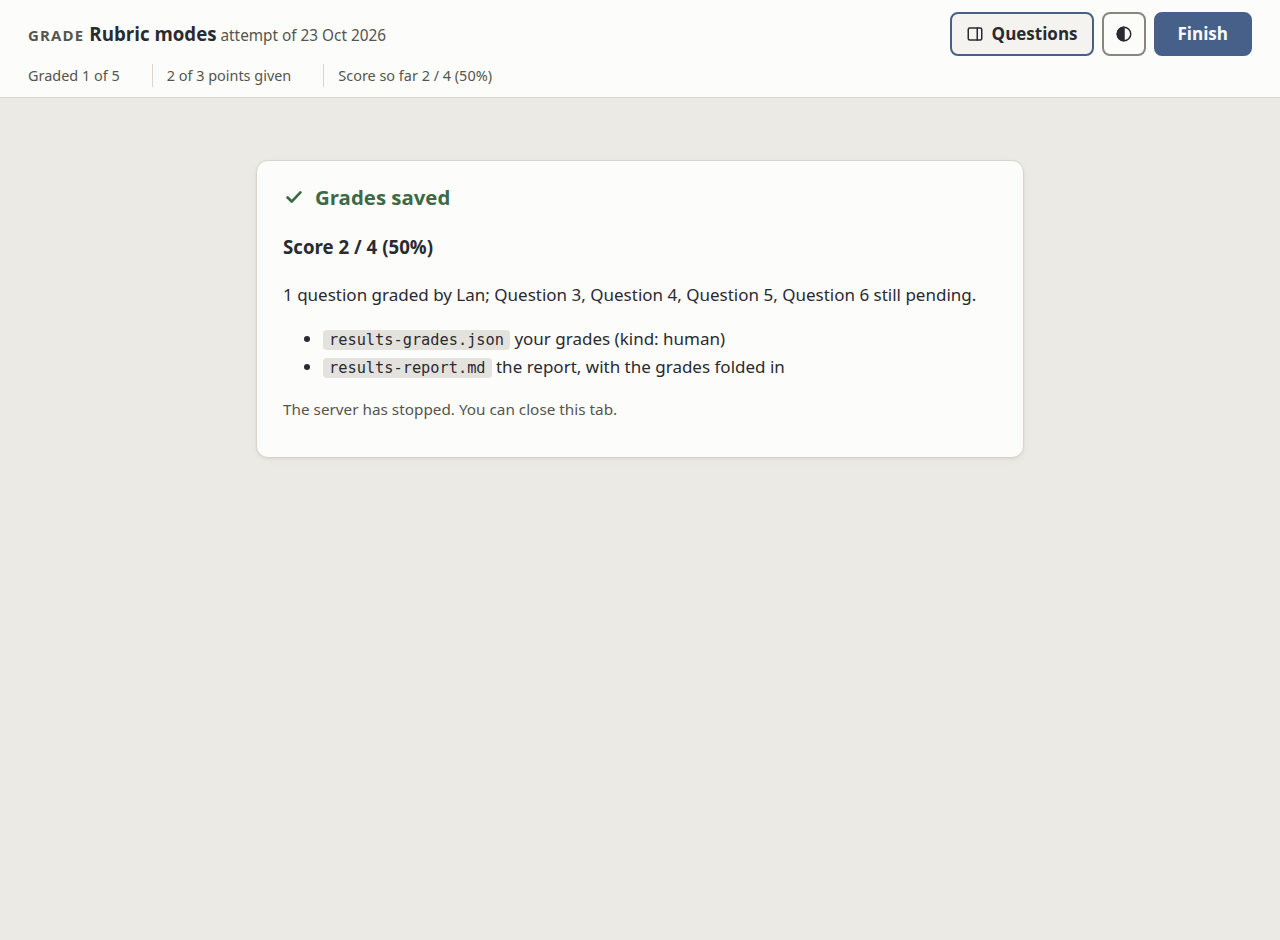 GRADE Rubric modes attempt of 23 Oct 2026
Questions
Finish
Graded 1 of 5
2 of 3 points given
Score so far 2 / 4 (50%)
Grades saved
Score 2 / 4 (50%)
1 question graded by Lan; Question 3, Question 4, Question 5, Question 6 still pending.
results-grades.json your grades (kind: human)
results-report.md the report, with the grades folded in
The server has stopped. You can close this tab.